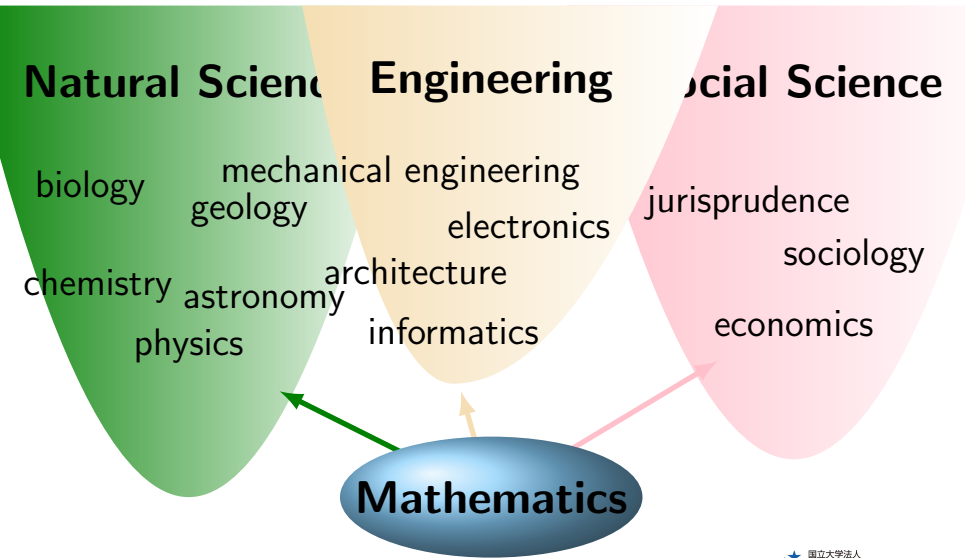 Natural Scienc
Engineering
ocial Science
mechanical engineering
biology
geology
jurisprudence
electronics
sociology
architecture
chemistry
astronomy
informatics
economics
physics
Mathematics
国立大学法人